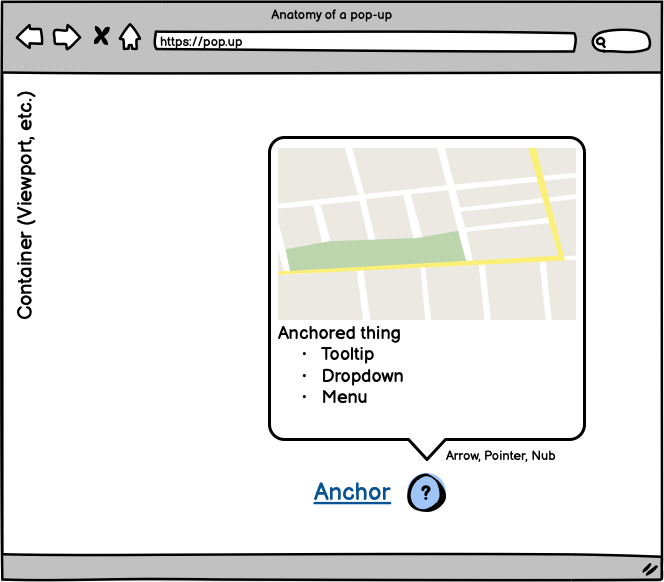 Anatomy of a pop-up
https://pop.up
Container (Viewport, etc.)
Anchored thing
· Tooltip
· Dropdown
· Menu
Arrow, Pointer, Nub
Anchor
?